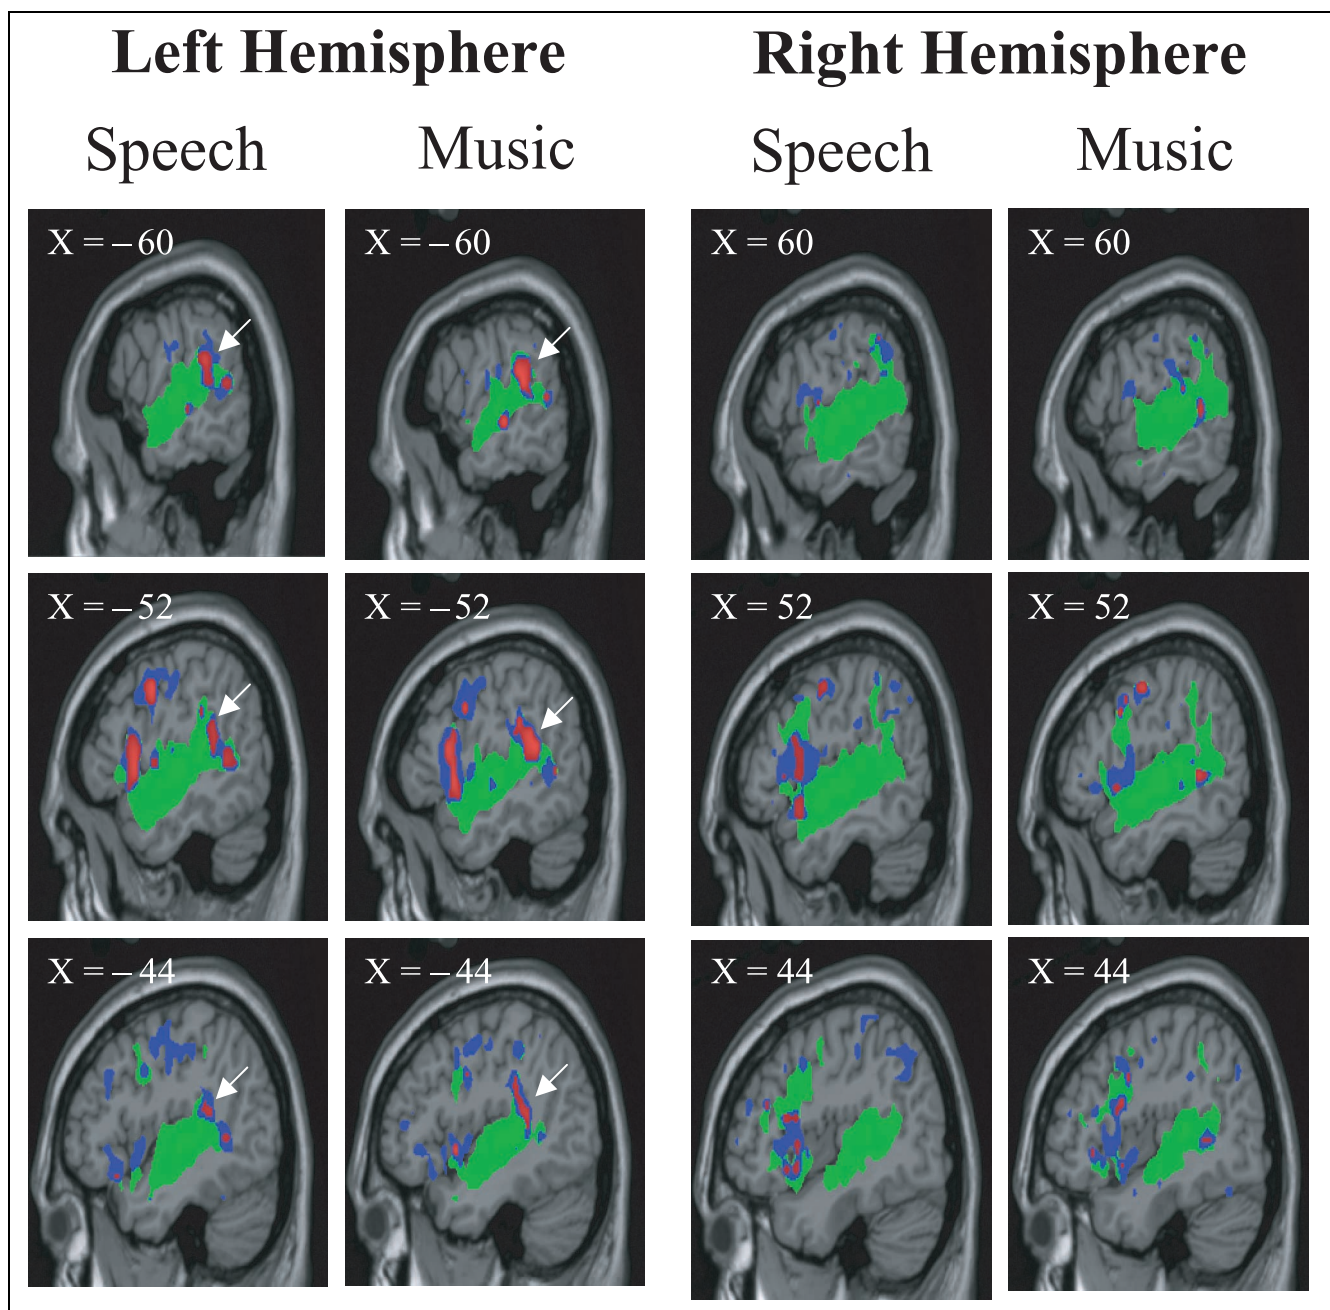 Left Hemisphere Right Hemisphere
Speech Music Speech Music
X = – 60 X = – 60 X = 60 X = 60
X = – 52 X = – 52 X = 52 X = 52
X = – 44 X = – 44 X = 44 X = 44